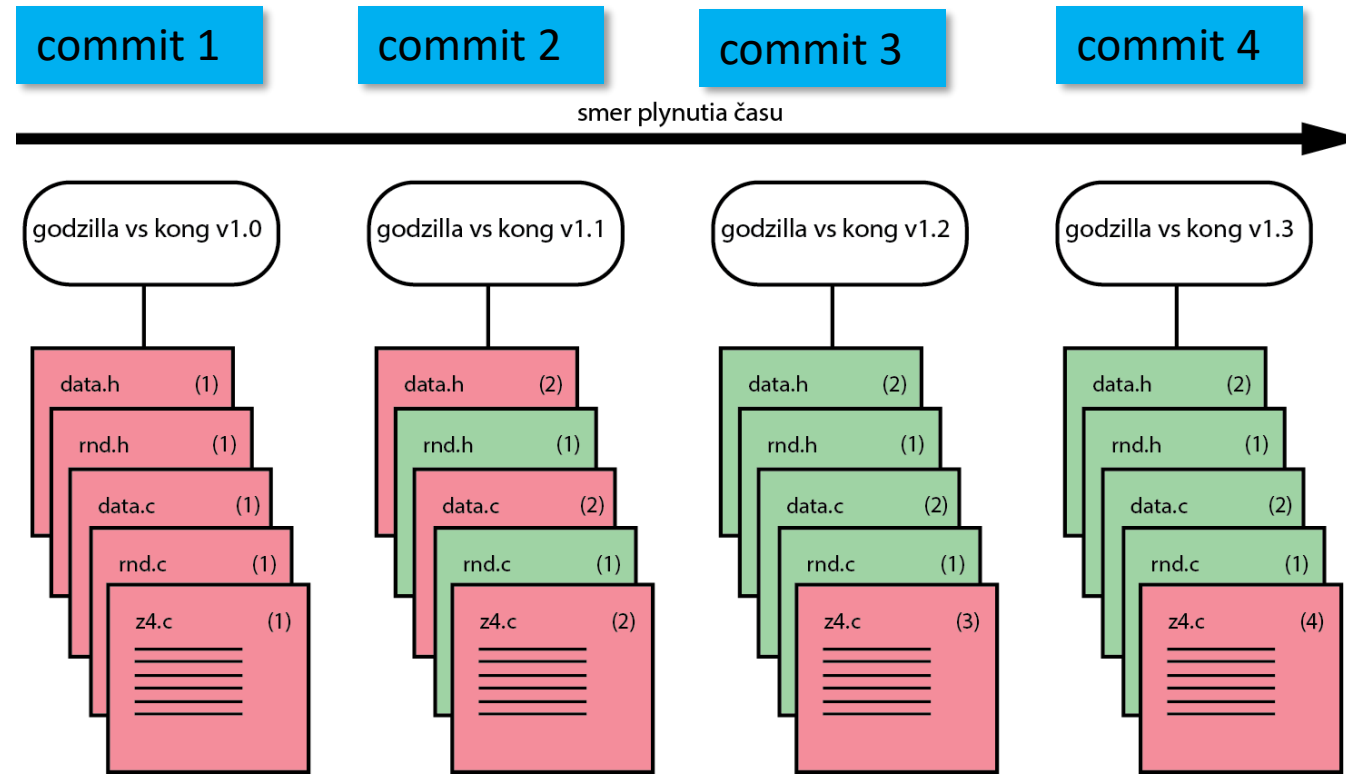 commit 1
commit 2
commit 3
commit 4
smer plynutia času
godzilla vs kong v1.0
godzilla vs kong v1.1
godzilla vs kong v1.2
godzilla vs kong v1.3
data.h (1)
rnd.h (1)
data.c (1)
rnd.c (1)
z4.c (1)
data.h (2)
rnd.h (1)
data.c (2)
rnd.c (1)
z4.c (2)
data.h (2)
rnd.h (1)
data.c (2)
rnd.c (1)
z4.c (3)
data.h (2)
rnd.h (1)
data.c (2)
rnd.c (1)
z4.c (4)